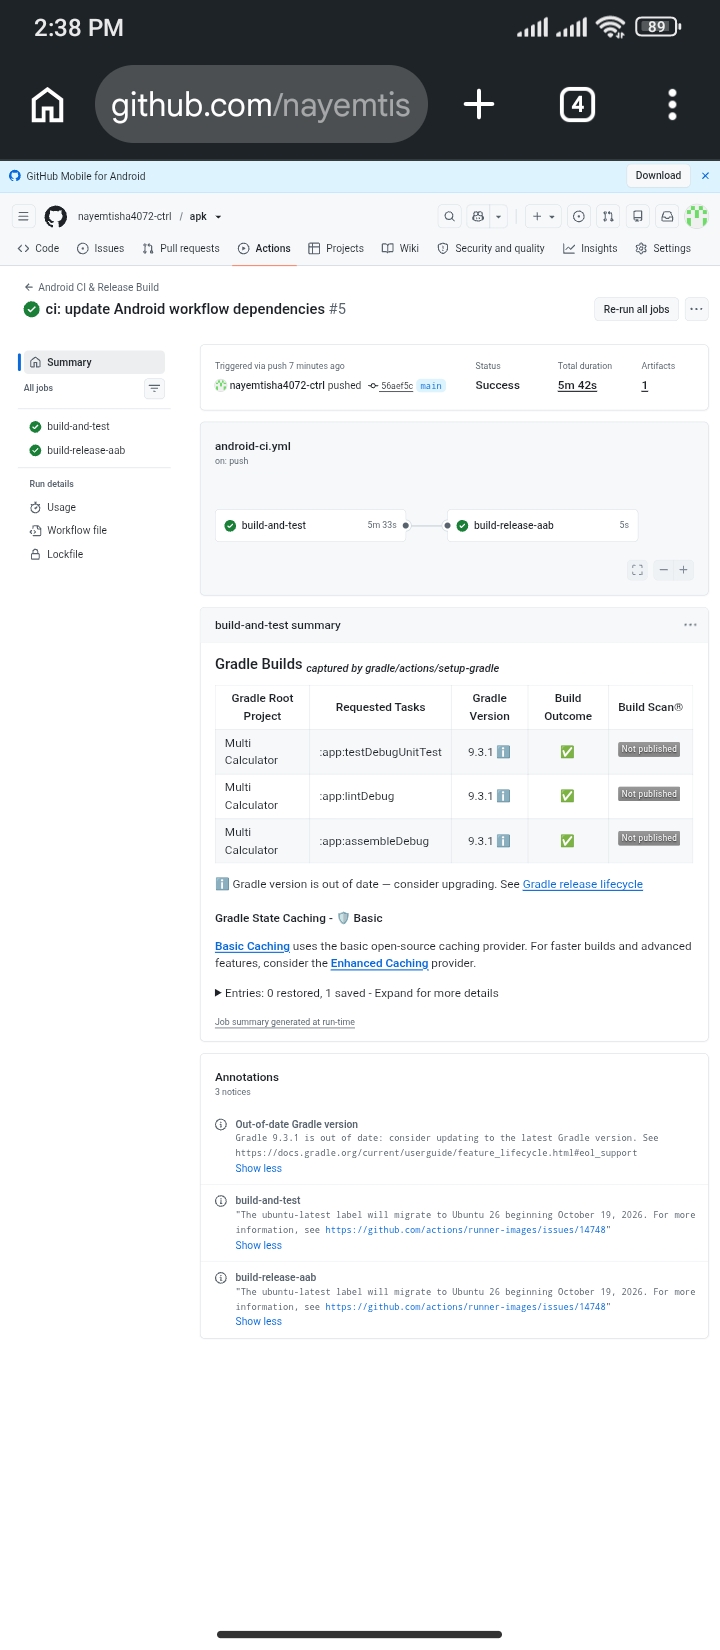 2:38 PM
89
github.com/nayemtis
4
GitHub Mobile for Android
Download
nayemtisha4072-ctrl / apk
Code
Issues
Pull requests
Actions
Projects
Wiki
Security and quality
Insights
Settings
Android CI & Release Build
ci: update Android workflow dependencies #5
Re-run all jobs
Summary
All jobs
build-and-test
build-release-aab
Run details
Usage
Workflow file
Lockfile
Triggered via push 7 minutes ago
nayemtisha4072-ctrl pushed 56aef5c main
Status
Success
Total duration
5m 42s
Artifacts
1
android-ci.yml
on: push
build-and-test 5m 33s
build-release-aab 5s
build-and-test summary
Gradle Builds captured by gradle/actions/setup-gradle
Gradle Root Project Requested Tasks Gradle Version Build Outcome Build Scan®
Multi Calculator :app:testDebugUnitTest 9.3.1 ℹ️ ✅ Not published
Multi Calculator :app:lintDebug 9.3.1 ℹ️ ✅ Not published
Multi Calculator :app:assembleDebug 9.3.1 ℹ️ ✅ Not published
ℹ️ Gradle version is out of date — consider upgrading. See Gradle release lifecycle
Gradle State Caching - 🛡️ Basic
Basic Caching uses the basic open-source caching provider. For faster builds and advanced
features, consider the Enhanced Caching provider.
Entries: 0 restored, 1 saved - Expand for more details
Job summary generated at run-time
Annotations
3 notices
Out-of-date Gradle version
Gradle 9.3.1 is out of date: consider updating to the latest Gradle version. See
https://docs.gradle.org/current/userguide/feature_lifecycle.html#eol_support
Show less
build-and-test
"The ubuntu-latest label will migrate to Ubuntu 26 beginning October 19, 2026. For more
information, see https://github.com/actions/runner-images/issues/14748"
Show less
build-release-aab
"The ubuntu-latest label will migrate to Ubuntu 26 beginning October 19, 2026. For more
information, see https://github.com/actions/runner-images/issues/14748"
Show less